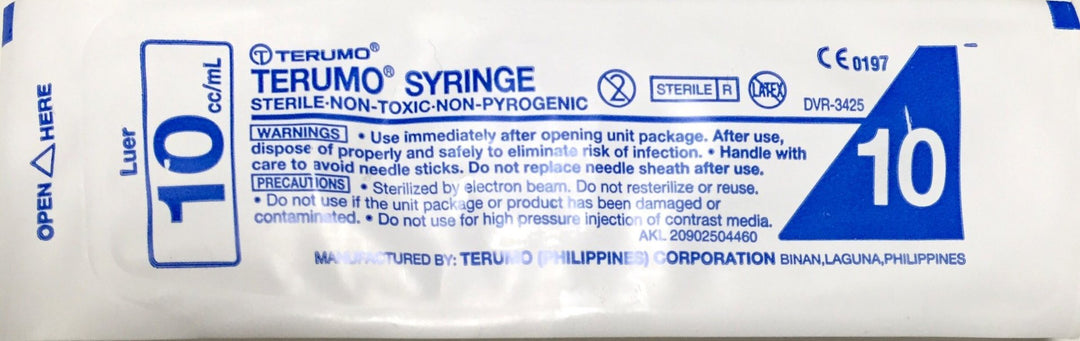 OPEN △ HERE
Luer
10 cc/mL
TERUMO®
TERUMO® SYRINGE
STERILE·NON-TOXIC·NON-PYROGENIC
2
STERILE R
LATEX
CE 0197
DVR-3425
10
WARNINGS • Use immediately after opening unit package. After use,
dispose of properly and safely to eliminate risk of infection. • Handle with
care to avoid needle sticks. Do not replace needle sheath after use.
PRECAUTIONS • Sterilized by electron beam. Do not resterilize or reuse.
• Do not use if the unit package or product has been damaged or
contaminated. • Do not use for high pressure injection of contrast media.
AKL 20902504460
MANUFACTURED BY: TERUMO (PHILIPPINES) CORPORATION BINAN,LAGUNA,PHILIPPINES